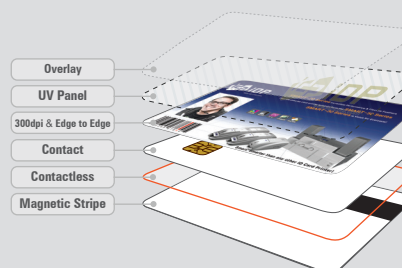 Overlay
UV Panel
300dpi & Edge to Edge
Contact
Contactless
Magnetic Stripe
IDP